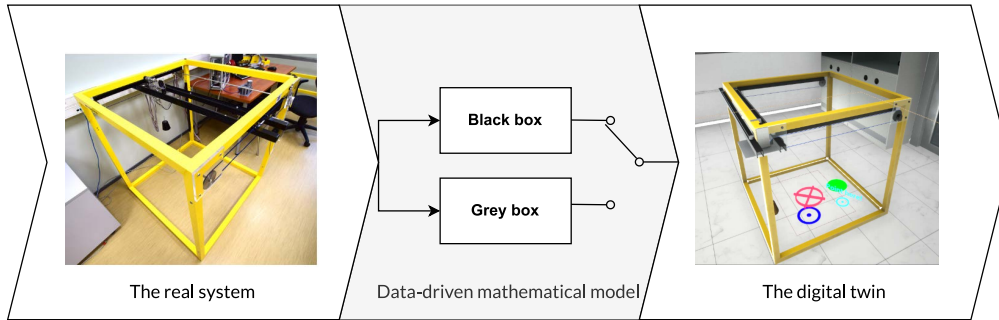 Black box
Grey box
The real system
Data-driven mathematical model
The digital twin